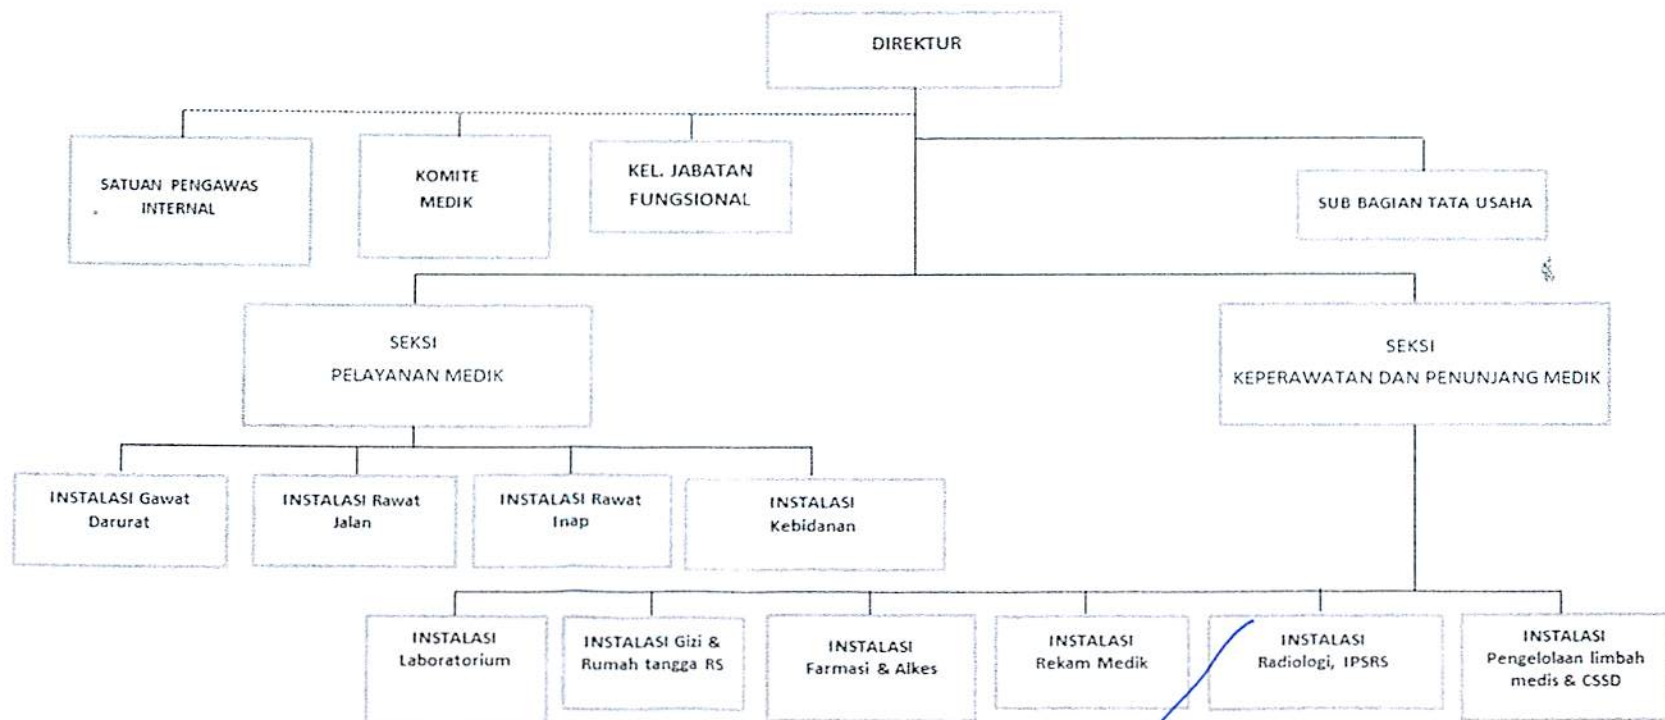 DIREKTUR
SATUAN PENGAWAS
INTERNAL
KOMITE
MEDIK
KEL. JABATAN
FUNGSIONAL
SUB BAGIAN TATA USAHA
SEKSI
PELAYANAN MEDIK
SEKSI
KEPERAWATAN DAN PENUNJANG MEDIK
INSTALASI Gawat
Darurat
INSTALASI Rawat
Jalan
INSTALASI Rawat
Inap
INSTALASI
Kebidanan
INSTALASI
Laboratorium
INSTALASI Gizi &
Rumah tangga RS
INSTALASI
Farmasi & Alkes
INSTALASI
Rekam Medik
INSTALASI
Radiologi, IPSRS
INSTALASI
Pengelolaan limbah
medis & CSSD